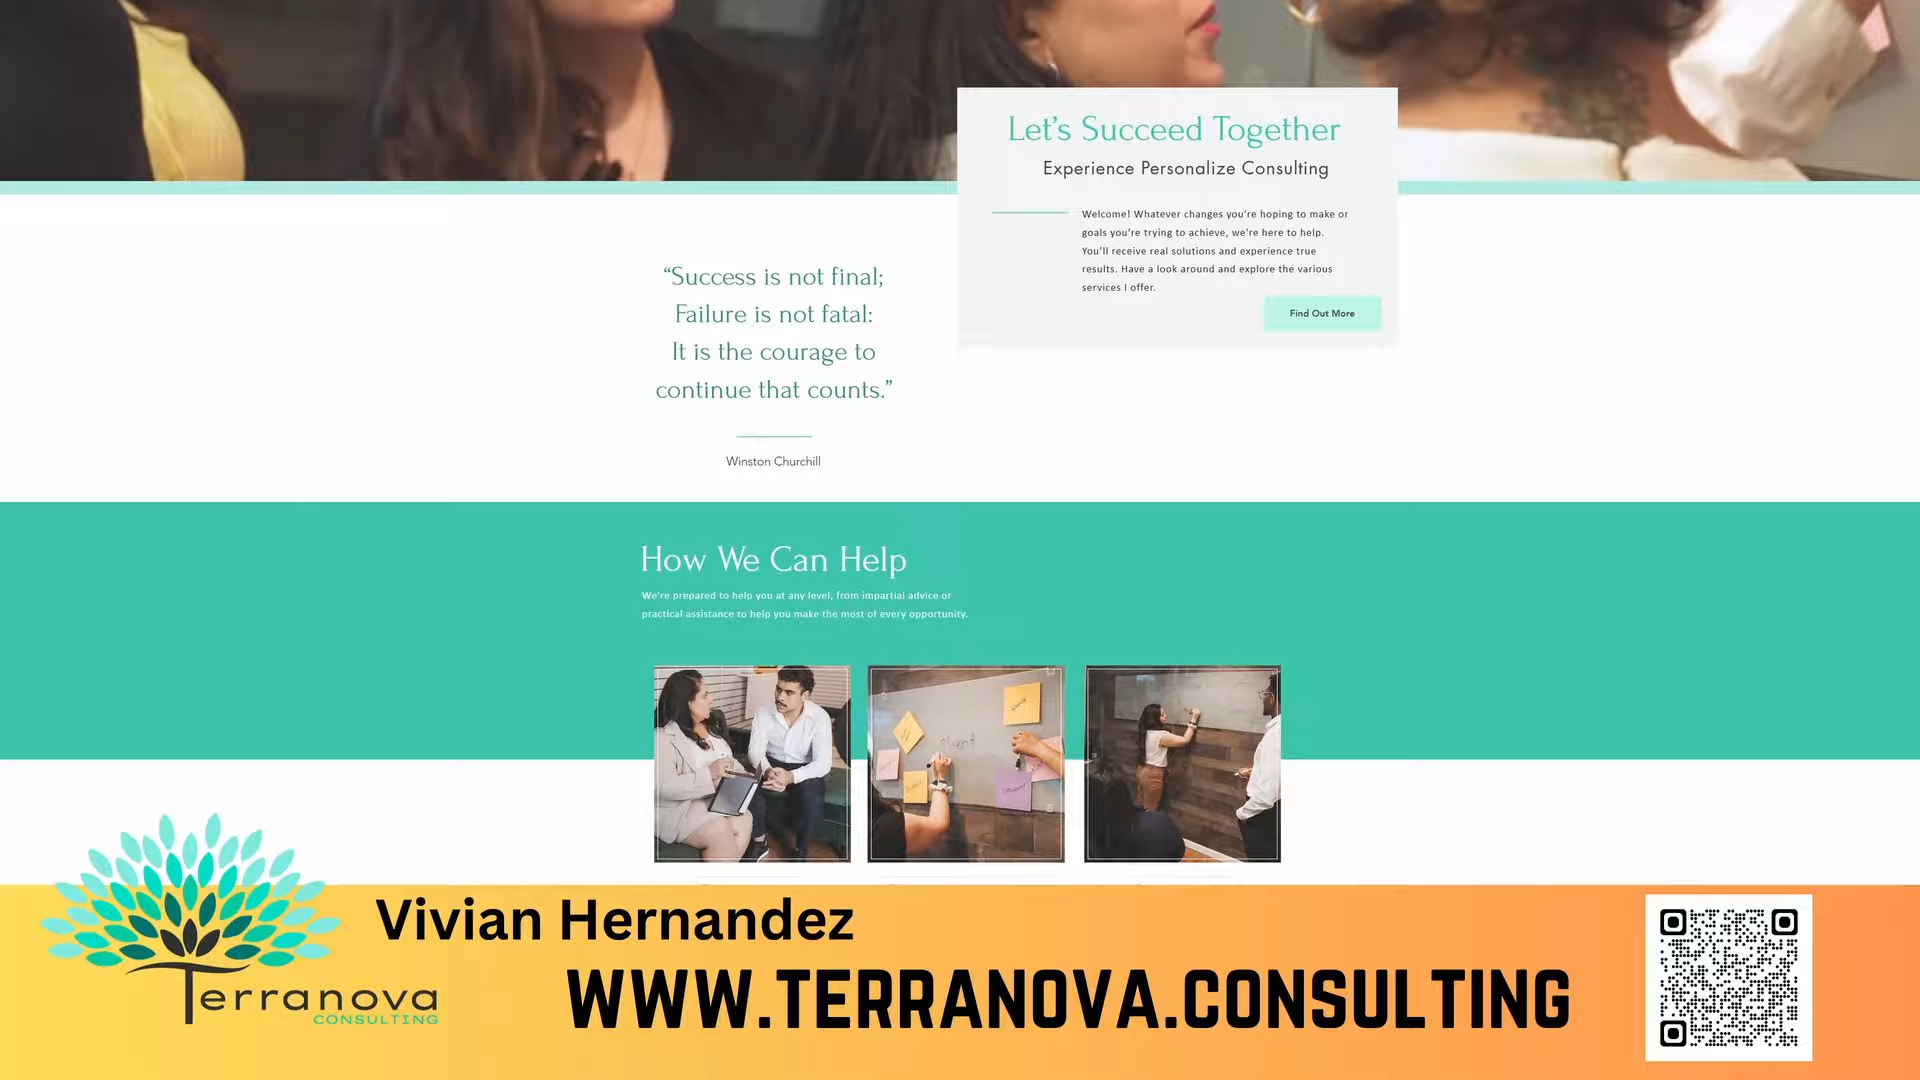 Let's Succeed Together
Experience Personalize Consulting
Welcome! Whatever changes you're hoping to make or
goals you're trying to achieve, we're here to help.
You'll receive real solutions and experience true
results. Have a look around and explore the various
services I offer.
Find Out More
“Success is not final;
Failure is not fatal:
It is the courage to
continue that counts.”
Winston Churchill
How We Can Help
We're prepared to help you at any level, from impartial advice or
practical assistance to help you make the most of every opportunity.
client
Vivian Hernandez
WWW.TERRANOVA.CONSULTING
Terranova
CONSULTING